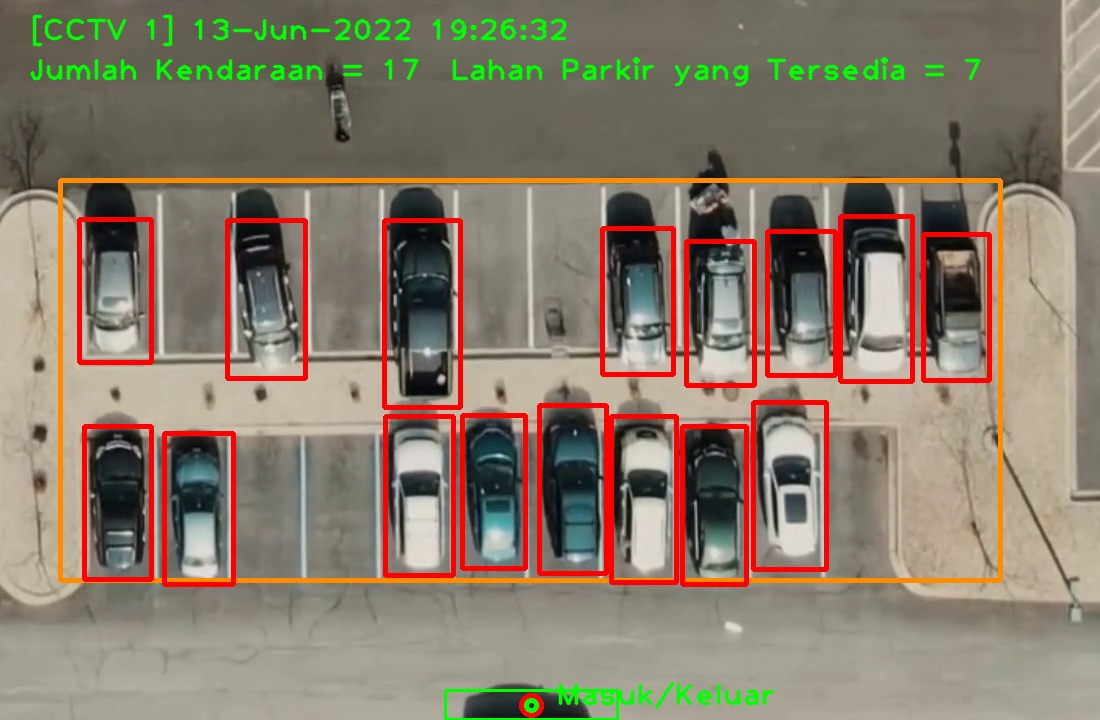 [CCTV 1] 13-Jun-2022 19:26:32
Jumlah Kendaraan = 17 Lahan Parkir yang Tersedia = 7
Masuk/Keluar